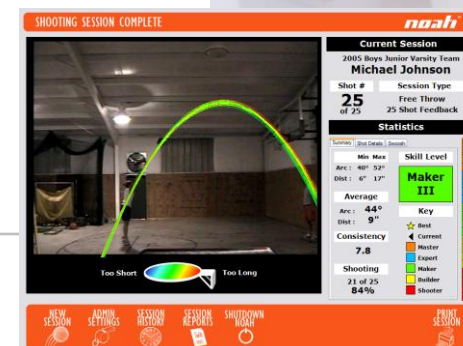 SHOOTING SESSION COMPLETE
noah
Current Session
2005 Boys Junior Varsity Team
Michael Johnson
Shot # Session Type
25 Free Throw
of 25 25 Shot Feedback
Statistics
Summary Shot Details Swoosh
Min Max Skill Level
Arc : 40° 52°
Dist : 6" 17"
Maker
III
Average
Arc : 44°
Dist : 9"
Key
Best
Current
Master
Expert
Maker
Builder
Shooter
Consistency
7.8
Shooting
21 of 25
84%
Too Short Too Long
NEW SESSION
ADMIN SETTINGS
SESSION HISTORY
SESSION REPORTS
SHUTDOWN NOAH
PRINT SESSION